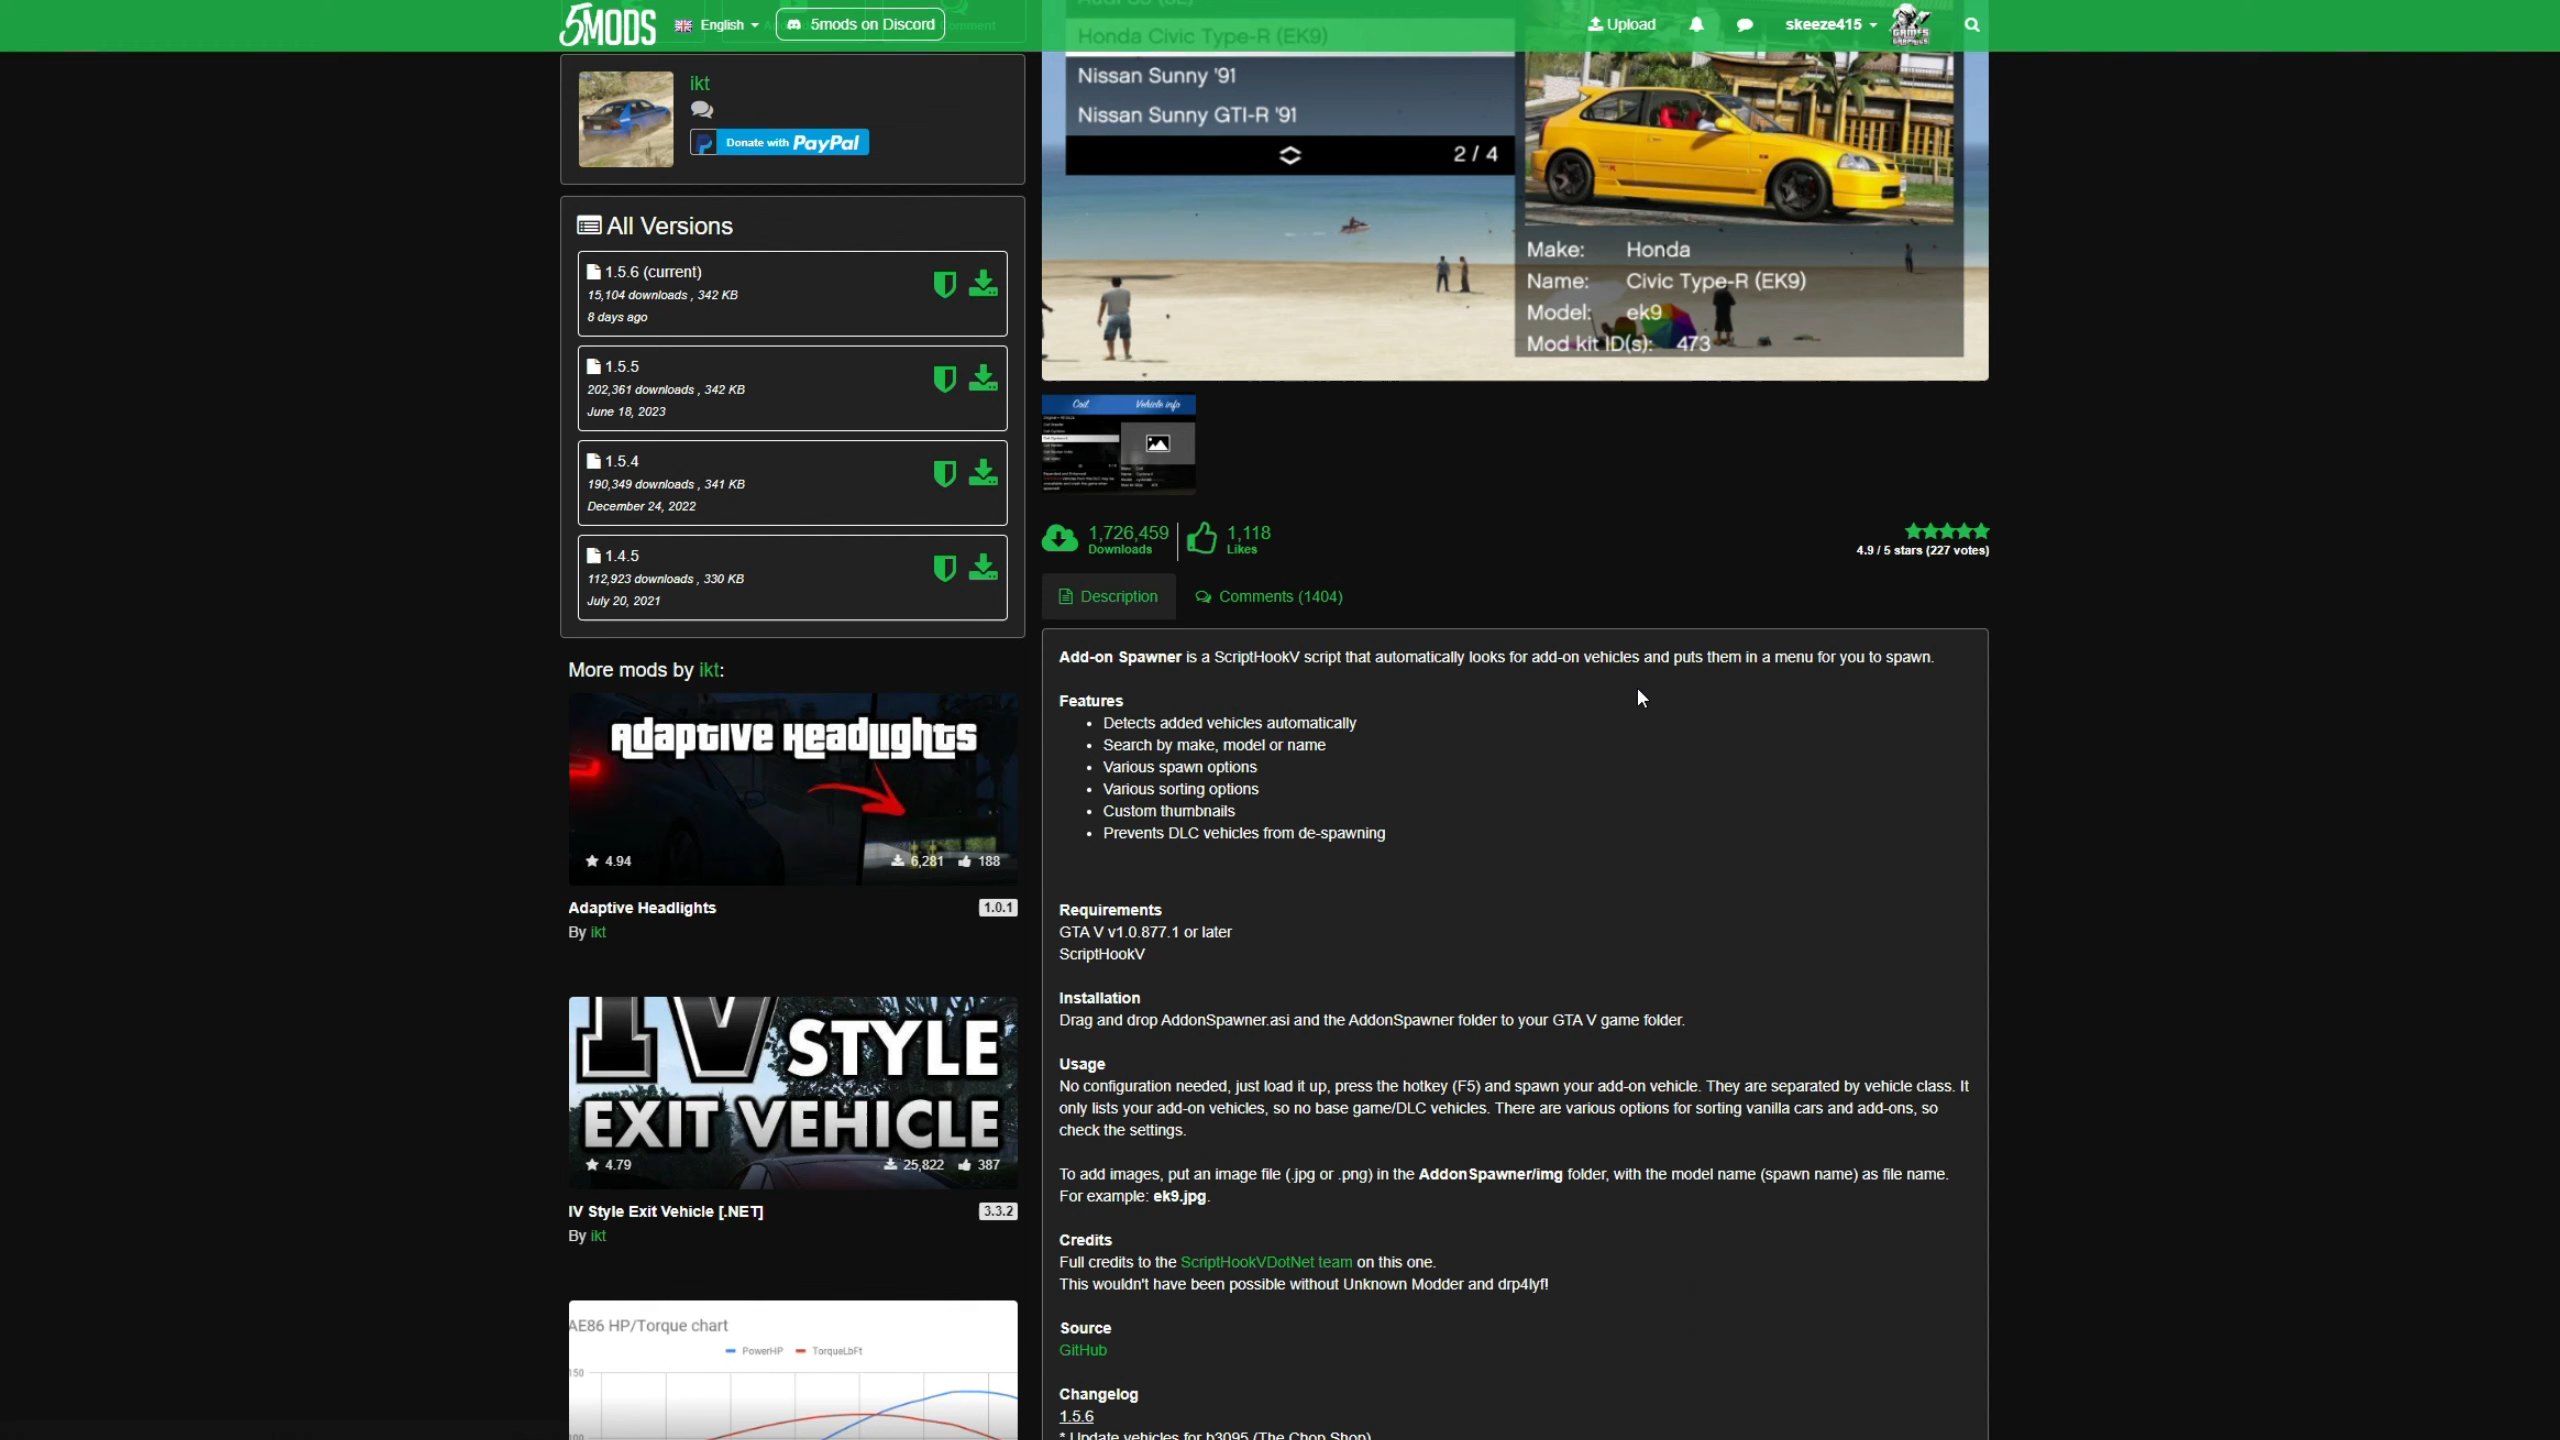 5MODS
English
5mods on Discord
Upload
skeeze415
Honda Civic Type-R (EK9)
Nissan Sunny '91
Nissan Sunny GTI-R '91
2 / 4
Make: Honda
Name: Civic Type-R (EK9)
Model: ek9
Mod kit ID(s): 473
ikt
Donate with PayPal
All Versions
1.5.6 (current)
15,104 downloads , 342 KB
8 days ago
1.5.5
202,361 downloads , 342 KB
June 18, 2023
1.5.4
190,349 downloads , 341 KB
December 24, 2022
1.4.5
112,923 downloads , 330 KB
July 20, 2021
Vehicle info
1,726,459
Downloads
1,118
Likes
4.9 / 5 stars (227 votes)
Description
Comments (1404)
Add-on Spawner is a ScriptHookV script that automatically looks for add-on vehicles and puts them in a menu for you to spawn.
Features
• Detects added vehicles automatically
• Search by make, model or name
• Various spawn options
• Various sorting options
• Custom thumbnails
• Prevents DLC vehicles from de-spawning
Requirements
GTA V v1.0.877.1 or later
ScriptHookV
Installation
Drag and drop AddonSpawner.asi and the AddonSpawner folder to your GTA V game folder.
Usage
No configuration needed, just load it up, press the hotkey (F5) and spawn your add-on vehicle. They are separated by vehicle class. It
only lists your add-on vehicles, so no base game/DLC vehicles. There are various options for sorting vanilla cars and add-ons, so
check the settings.
To add images, put an image file (.jpg or .png) in the AddonSpawner/img folder, with the model name (spawn name) as file name.
For example: ek9.jpg.
Credits
Full credits to the ScriptHookVDotNet team on this one.
This wouldn't have been possible without Unknown Modder and drp4lyf!
Source
GitHub
Changelog
1.5.6
* Update vehicles for b3095 (The Chop Shop)
More mods by ikt:
Adaptive Headlights
4.94
6,281
188
Adaptive Headlights
1.0.1
By ikt
IV STYLE
EXIT VEHICLE
4.79
25,822
387
IV Style Exit Vehicle [.NET]
3.3.2
By ikt
AE86 HP/Torque chart
PowerHP
TorqueLbFt
150
100